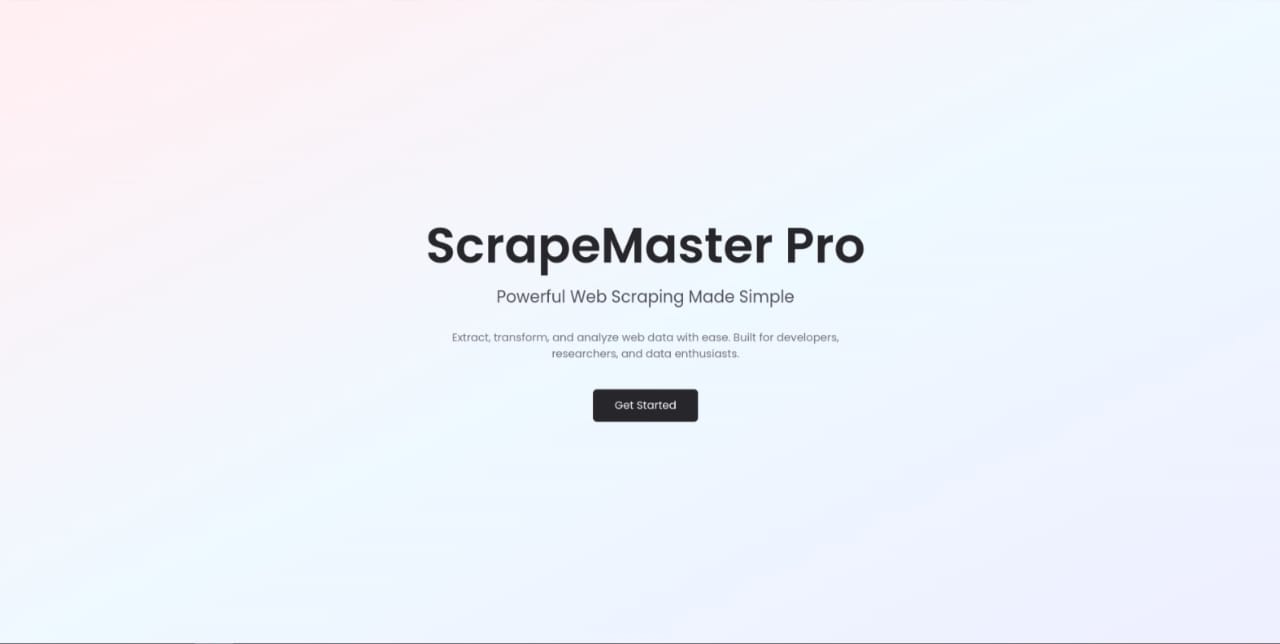 ScrapeMaster Pro
Powerful Web Scraping Made Simple
Extract, transform, and analyze web data with ease. Built for developers,
researchers, and data enthusiasts.
Get Started